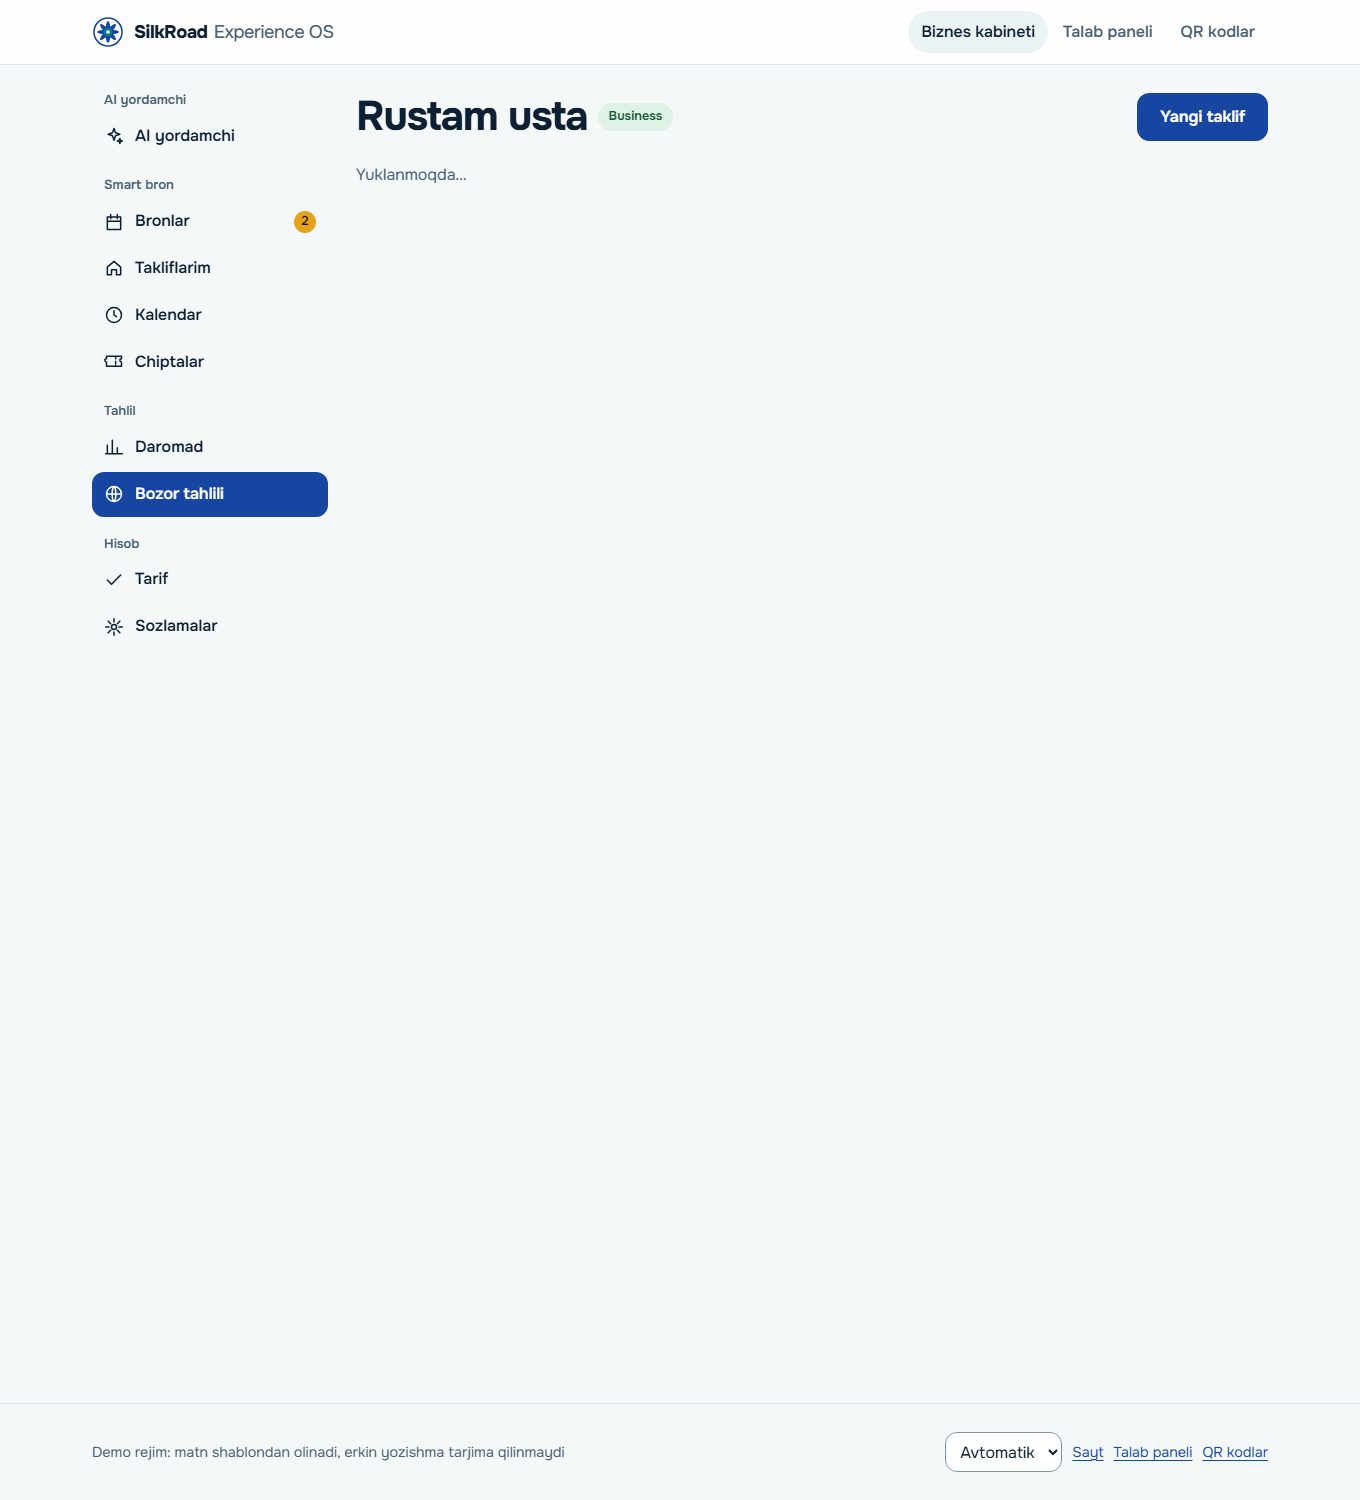 SilkRoad Experience OS
Biznes kabineti
Talab paneli
QR kodlar
AI yordamchi
AI yordamchi
Smart bron
Bronlar
2
Takliflarim
Kalendar
Chiptalar
Tahlil
Daromad
Bozor tahlili
Hisob
Tarif
Sozlamalar
Rustam usta
Business
Yangi taklif
Yuklanmoqda…
Demo rejim: matn shablondan olinadi, erkin yozishma tarjima qilinmaydi
Avtomatik
Sayt
Talab paneli
QR kodlar